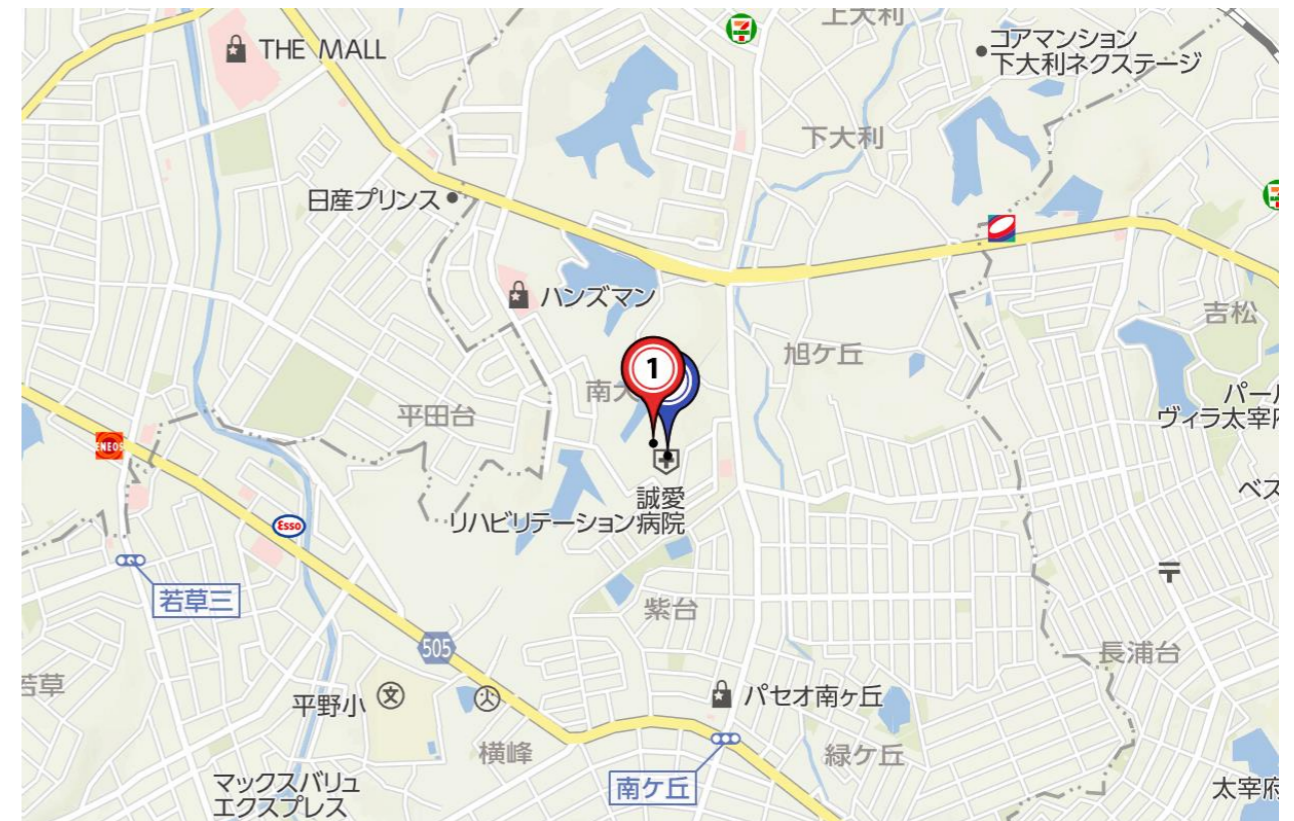 上大利
THE MALL
コアマンション
下大利ネクステージ
下大利
日産プリンス
ハンズマン
吉松
旭ケ丘
1
南大
パール
ヴィラ太宰府
平田台
ENEOS
誠愛
リハビリテーション病院
ベス
Esso
若草三
紫台
〒
505
長浦台
若草
平野小
文
火
パセオ南ヶ丘
横峰
緑ケ丘
南ケ丘
マックスバリュ
エクスプレス
太宰府